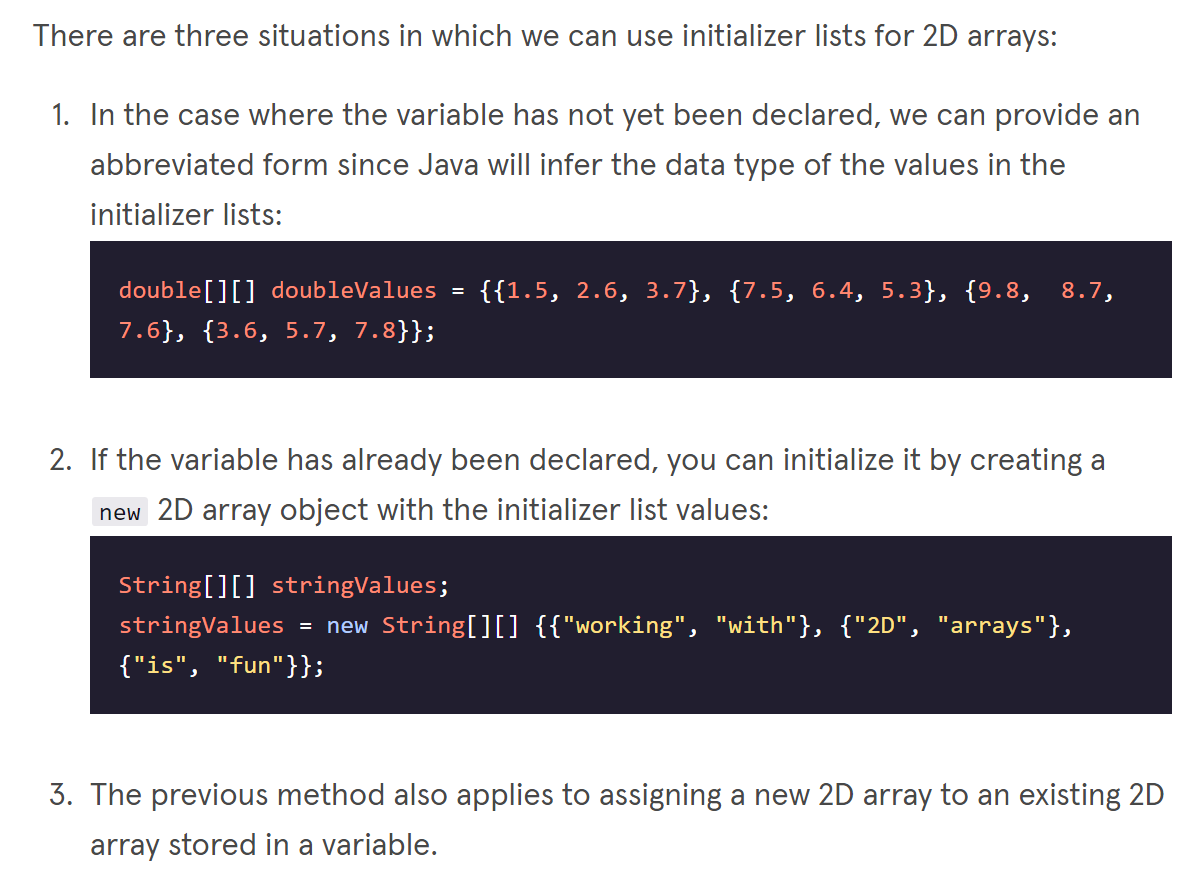 There are three situations in which we can use initializer lists for 2D arrays:
1. In the case where the variable has not yet been declared, we can provide an
abbreviated form since Java will infer the data type of the values in the
initializer lists:
double[][] doubleValues = {{1.5, 2.6, 3.7}, {7.5, 6.4, 5.3}, {9.8,  8.7,
7.6}, {3.6, 5.7, 7.8}};
2. If the variable has already been declared, you can initialize it by creating a
new 2D array object with the initializer list values:
String[][] stringValues;
stringValues = new String[][] {{"working", "with"}, {"2D", "arrays"},
{"is", "fun"}};
3. The previous method also applies to assigning a new 2D array to an existing 2D
array stored in a variable.